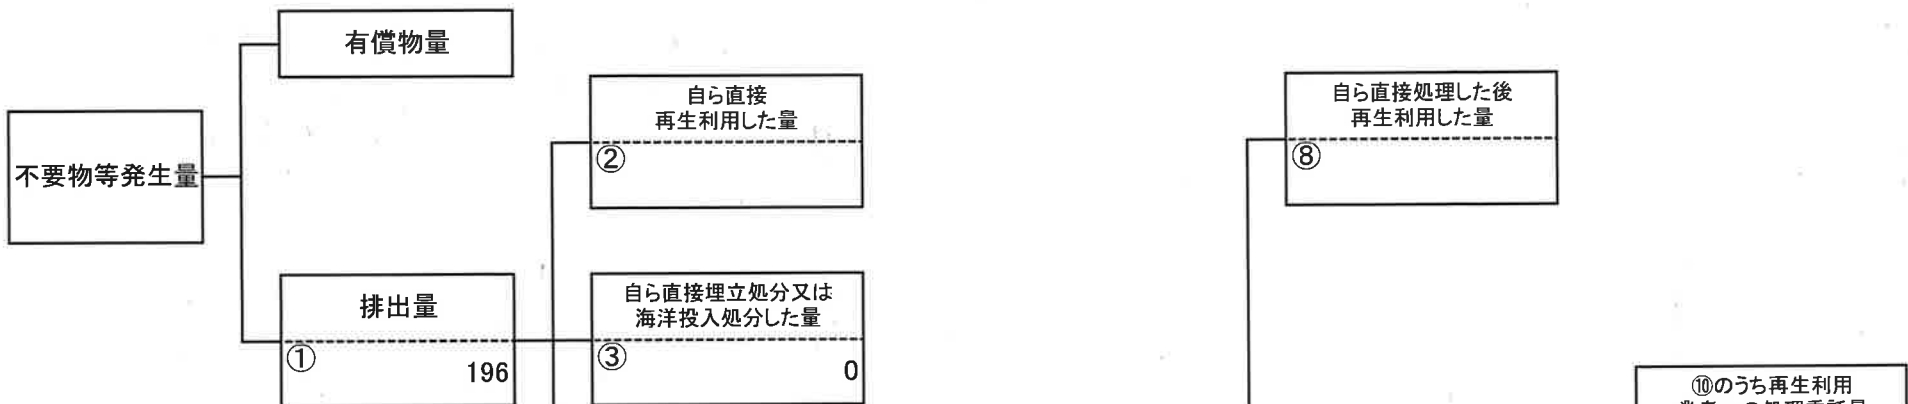 有償物量
不要物等発生量
自ら直接
再生利用した量
②
自ら直接処理した後
再生利用した量
⑧
排出量
①
196
自ら直接埋立処分又は
海洋投入処分した量
③
0
⑩のうち再生利用